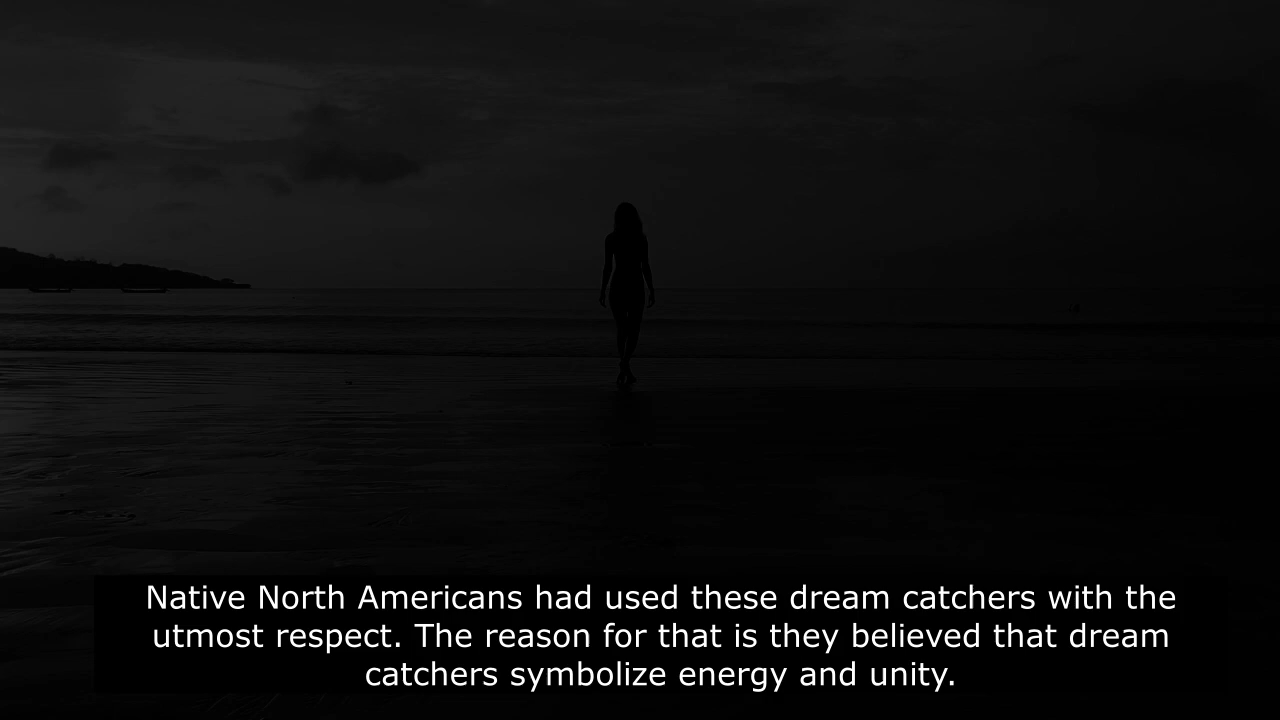 Native North Americans had used these dream catchers with the
utmost respect. The reason for that is they believed that dream
catchers symbolize energy and unity.